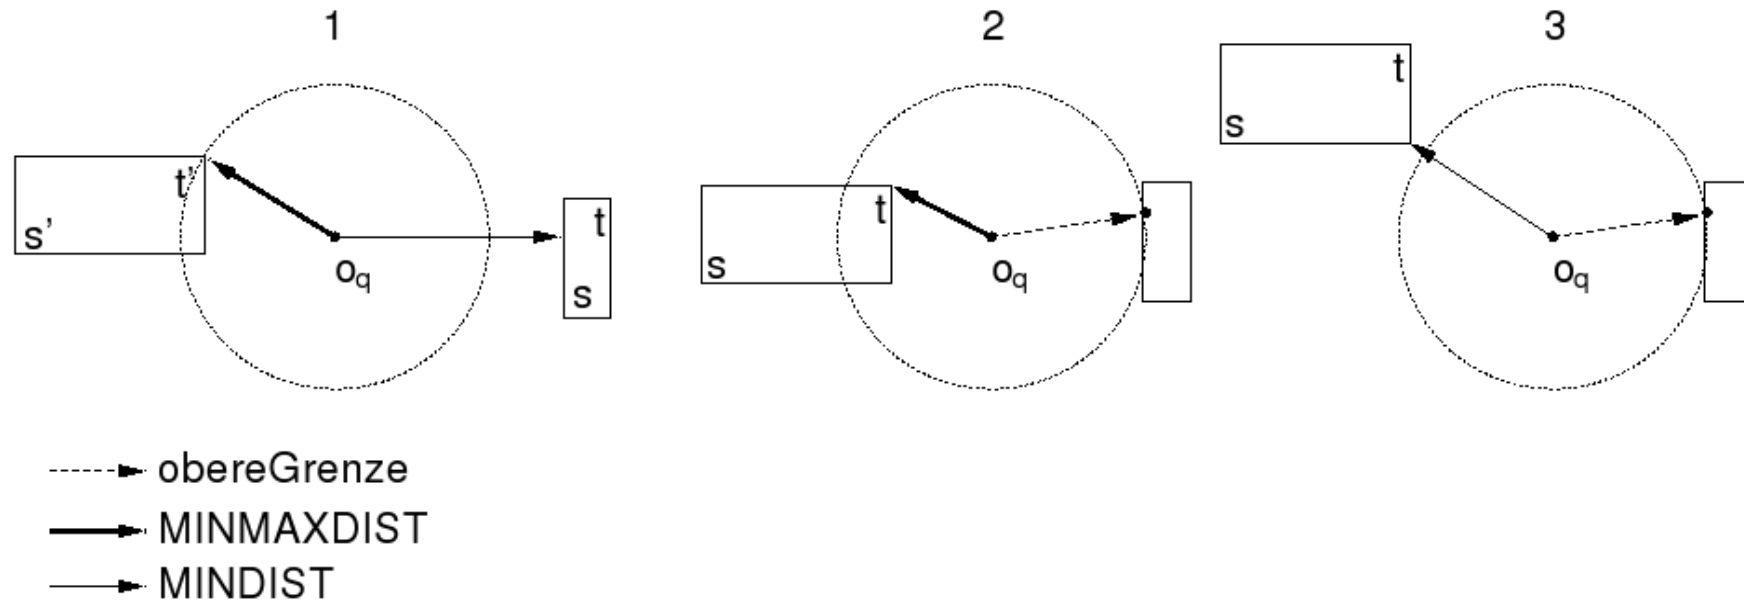 1
t'
s'
oq
t
s
2
t
s
oq
3
t
s
oq
obereGrenze
MINMAXDIST
MINDIST